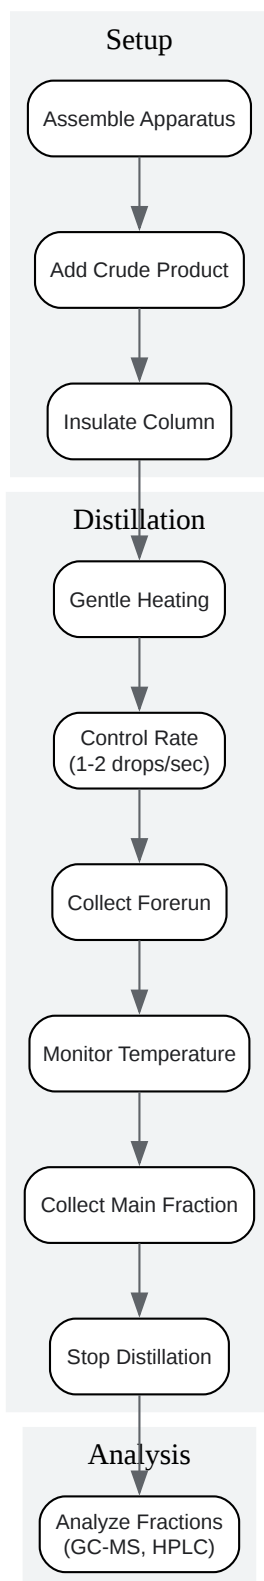 Setup
Assemble Apparatus
Add Crude Product
Insulate Column
Distillation
Gentle Heating
Control Rate
(1-2 drops/sec)
Collect Forerun
Monitor Temperature
Collect Main Fraction
Stop Distillation
Analysis
Analyze Fractions
(GC-MS, HPLC)